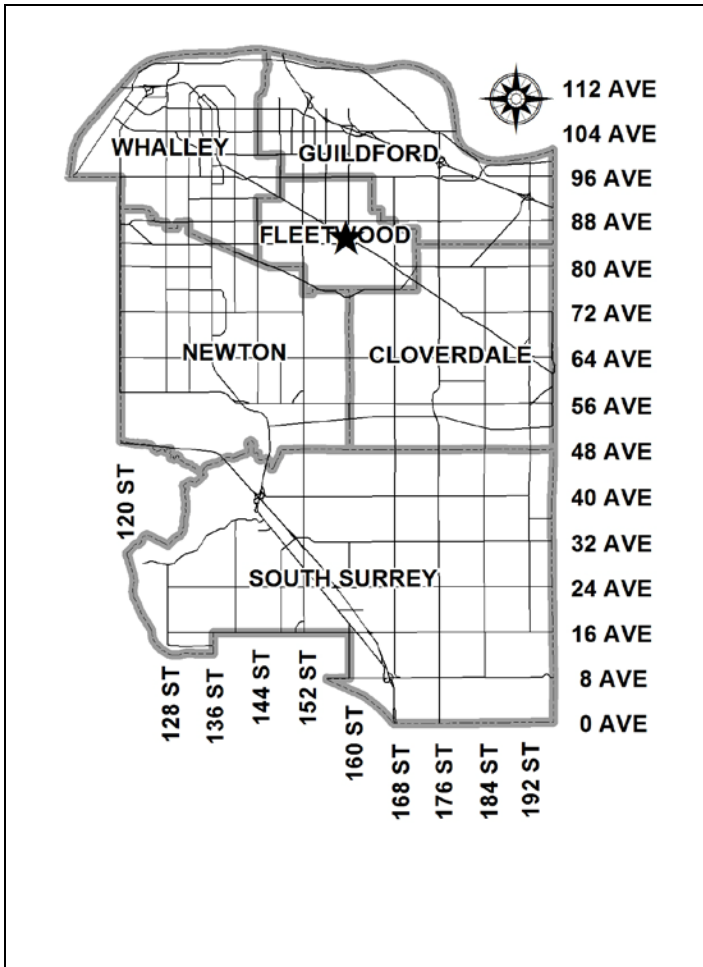 112 AVE
104 AVE
WHALLEY
GUILDFORD
96 AVE
88 AVE
FLEETWOOD
80 AVE
72 AVE
NEWTON
CLOVERDALE
64 AVE
56 AVE
48 AVE
120 ST
40 AVE
32 AVE
SOUTH SURREY
24 AVE
16 AVE
8 AVE
0 AVE
128 ST
136 ST
144 ST
152 ST
160 ST
168 ST
176 ST
184 ST
192 ST